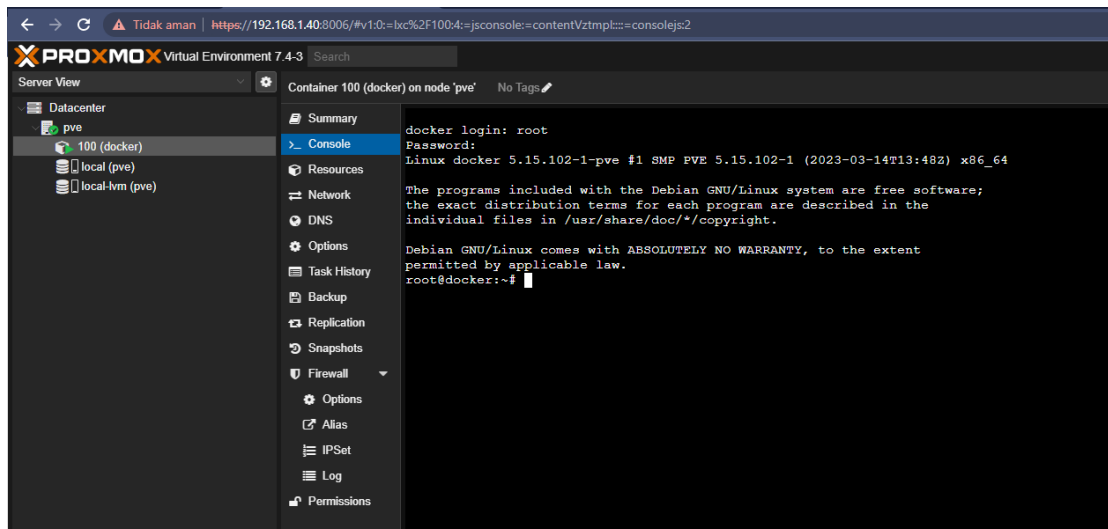 Tidak aman | https://192.168.1.40:8006/#v1:0:=lxc%2F100:4:=jsconsole:=contentVztmpl::::=consolejs:2
PROXMOX Virtual Environment 7.4-3 Search
Server View
Datacenter
pve
100 (docker)
local (pve)
local-lvm (pve)
Container 100 (docker) on node 'pve' No Tags
Summary
Console
Resources
Network
DNS
Options
Task History
Backup
Replication
Snapshots
Firewall
Options
Alias
IPSet
Log
Permissions
docker login: root
Password:
Linux docker 5.15.102-1-pve #1 SMP PVE 5.15.102-1 (2023-03-14T13:48Z) x86_64
The programs included with the Debian GNU/Linux system are free software;
the exact distribution terms for each program are described in the
individual files in /usr/share/doc/*/copyright.
Debian GNU/Linux comes with ABSOLUTELY NO WARRANTY, to the extent
permitted by applicable law.
root@docker:~#